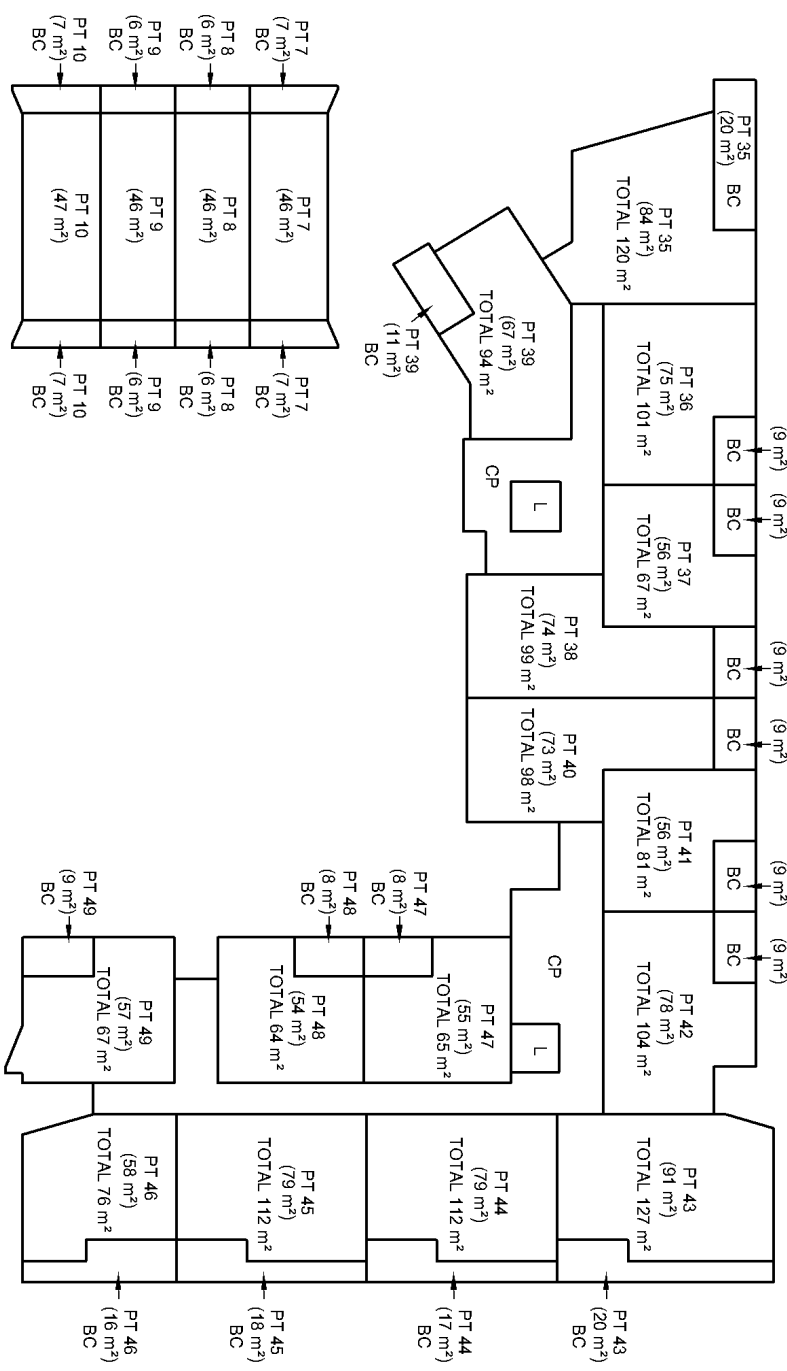 PT 35
(20 m²)
BC
PT 35
(84 m²)
TOTAL 120 m²
(9 m²)
BC
PT 36
(75 m²)
TOTAL 101 m²
(9 m²)
BC
PT 37
(56 m²)
TOTAL 67 m²
(9 m²)
BC
PT 38
(74 m²)
TOTAL 99 m²
(9 m²)
BC
PT 40
(73 m²)
TOTAL 98 m²
(9 m²)
BC
PT 41
(56 m²)
TOTAL 81 m²
(9 m²)
BC
PT 42
(78 m²)
TOTAL 104 m²
PT 43
(91 m²)
TOTAL 127 m²
PT 43
(20 m²)
BC
PT 39
(67 m²)
TOTAL 94 m²
PT 39
(11 m²)
BC
L
CP
CP
L
PT 44
(79 m²)
TOTAL 112 m²
PT 44
(17 m²)
BC
PT 47
(8 m²)
BC
PT 47
(55 m²)
TOTAL 65 m²
PT 48
(8 m²)
BC
PT 48
(54 m²)
TOTAL 64 m²
PT 45
(79 m²)
TOTAL 112 m²
PT 45
(18 m²)
BC
PT 49
(9 m²)
BC
PT 49
(57 m²)
TOTAL 67 m²
PT 46
(58 m²)
TOTAL 76 m²
PT 46
(16 m²)
BC
PT 7
(7 m²)
BC
PT 7
(46 m²)
PT 7
(7 m²)
BC
PT 8
(6 m²)
BC
PT 8
(46 m²)
PT 8
(6 m²)
BC
PT 9
(6 m²)
BC
PT 9
(46 m²)
PT 9
(6 m²)
BC
PT 10
(7 m²)
BC
PT 10
(47 m²)
PT 10
(7 m²)
BC